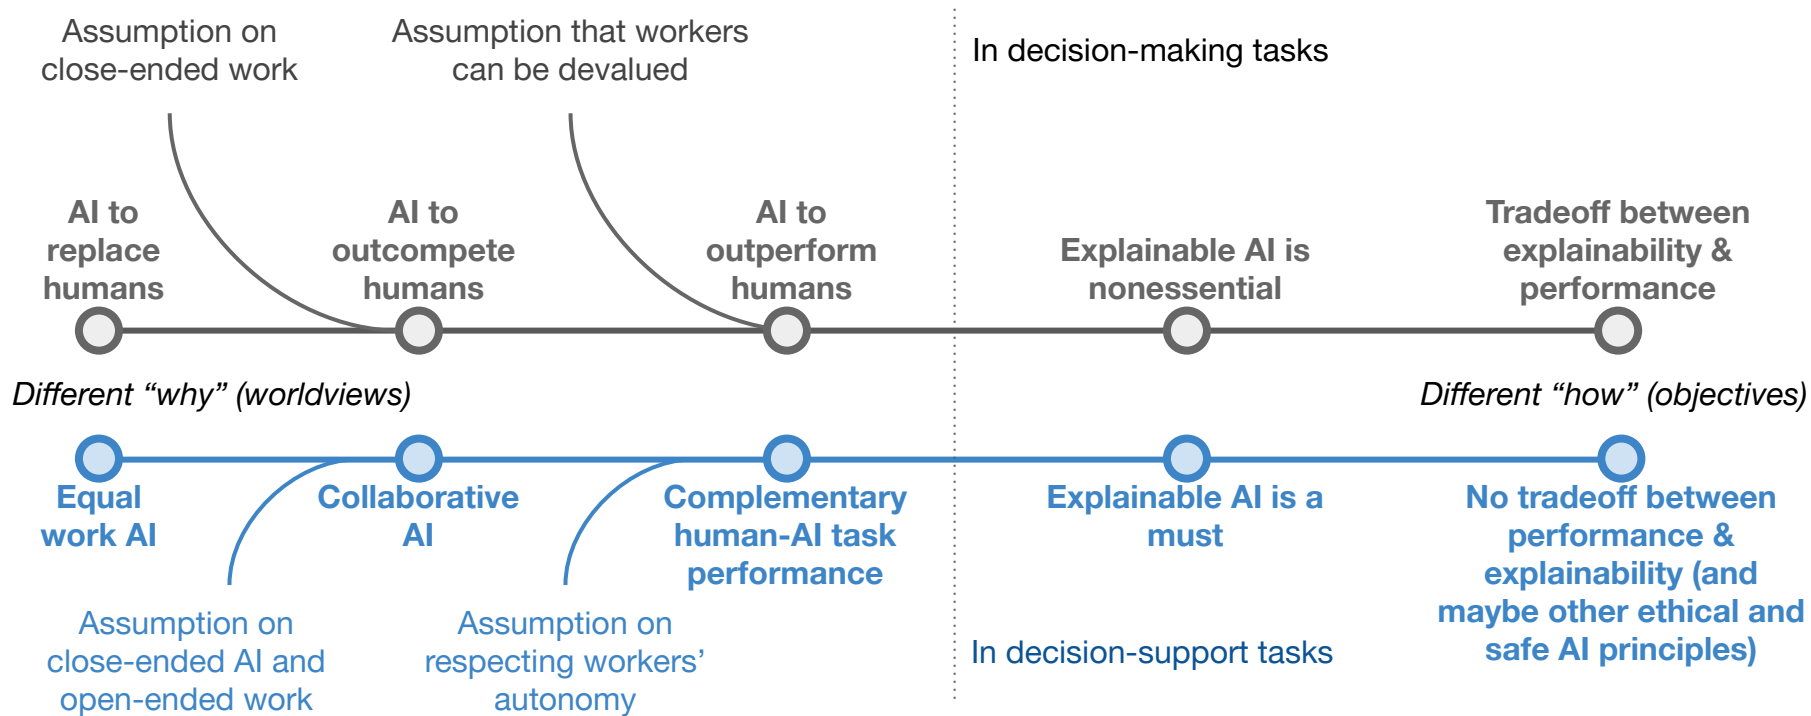 Assumption on
close-ended work
Assumption that workers
can be devalued
In decision-making tasks
AI to
replace
humans
AI to
outcompete
humans
AI to
outperform
humans
Explainable AI is
nonessential
Tradeoff between
explainability &
performance
Different “why” (worldviews)
Different “how” (objectives)
Equal
work AI
Collaborative
AI
Complementary
human-AI task
performance
Explainable AI is a
must
No tradeoff between
performance &
explainability (and
maybe other ethical and
safe AI principles)
Assumption on
close-ended AI and
open-ended work
Assumption on
respecting workers’
autonomy
In decision-support tasks